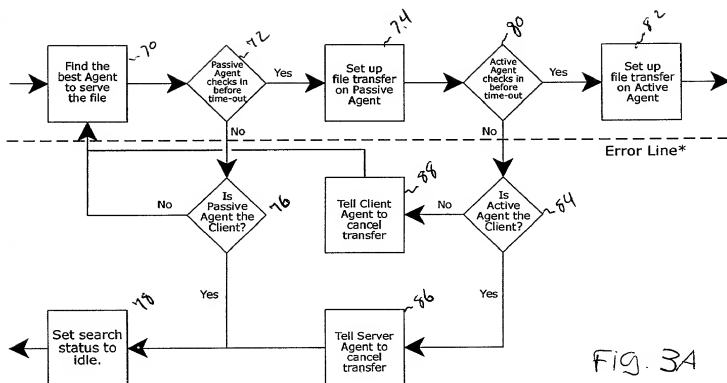 70
72
74
80
82
Find the
best Agent
to serve
the file
Passive
Agent
checks in
before
time-out
Yes
Set up
file transfer
on Passive
Agent
Active
Agent
checks in
before
time-out
Yes
Set up
file transfer
on Active
Agent
No
No
Error Line*
No
Is
Passive
Agent the
Client?
76
Tell Client
Agent to
cancel
transfer
88
No
Is
Active
Agent the
Client?
84
Yes
Yes
78
Set search
status to
idle.
86
Tell Server
Agent to
cancel
transfer
FIG. 3A